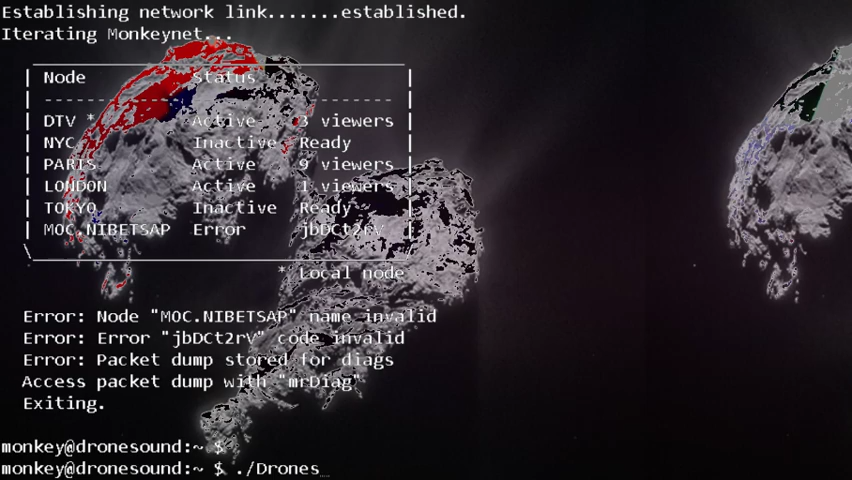 Establishing network link.......established.
Iterating Monkeynet...
| Node Status |
| -------------------------------- |
| DTV * Active 3 viewers |
| NYC Inactive Ready |
| PARIS Active 9 viewers |
| LONDON Active 1 viewers |
| TOKYO Inactive Ready |
| MOC.NIBETSAP Error jbDCt2rV |
* Local node
Error: Node "MOC.NIBETSAP" name invalid
Error: Error "jbDCt2rV" code invalid
Error: Packet dump stored for diags
Access packet dump with "mrDiag"
Exiting.
monkey@dronesound:~ $
monkey@dronesound:~ $ ./Drones